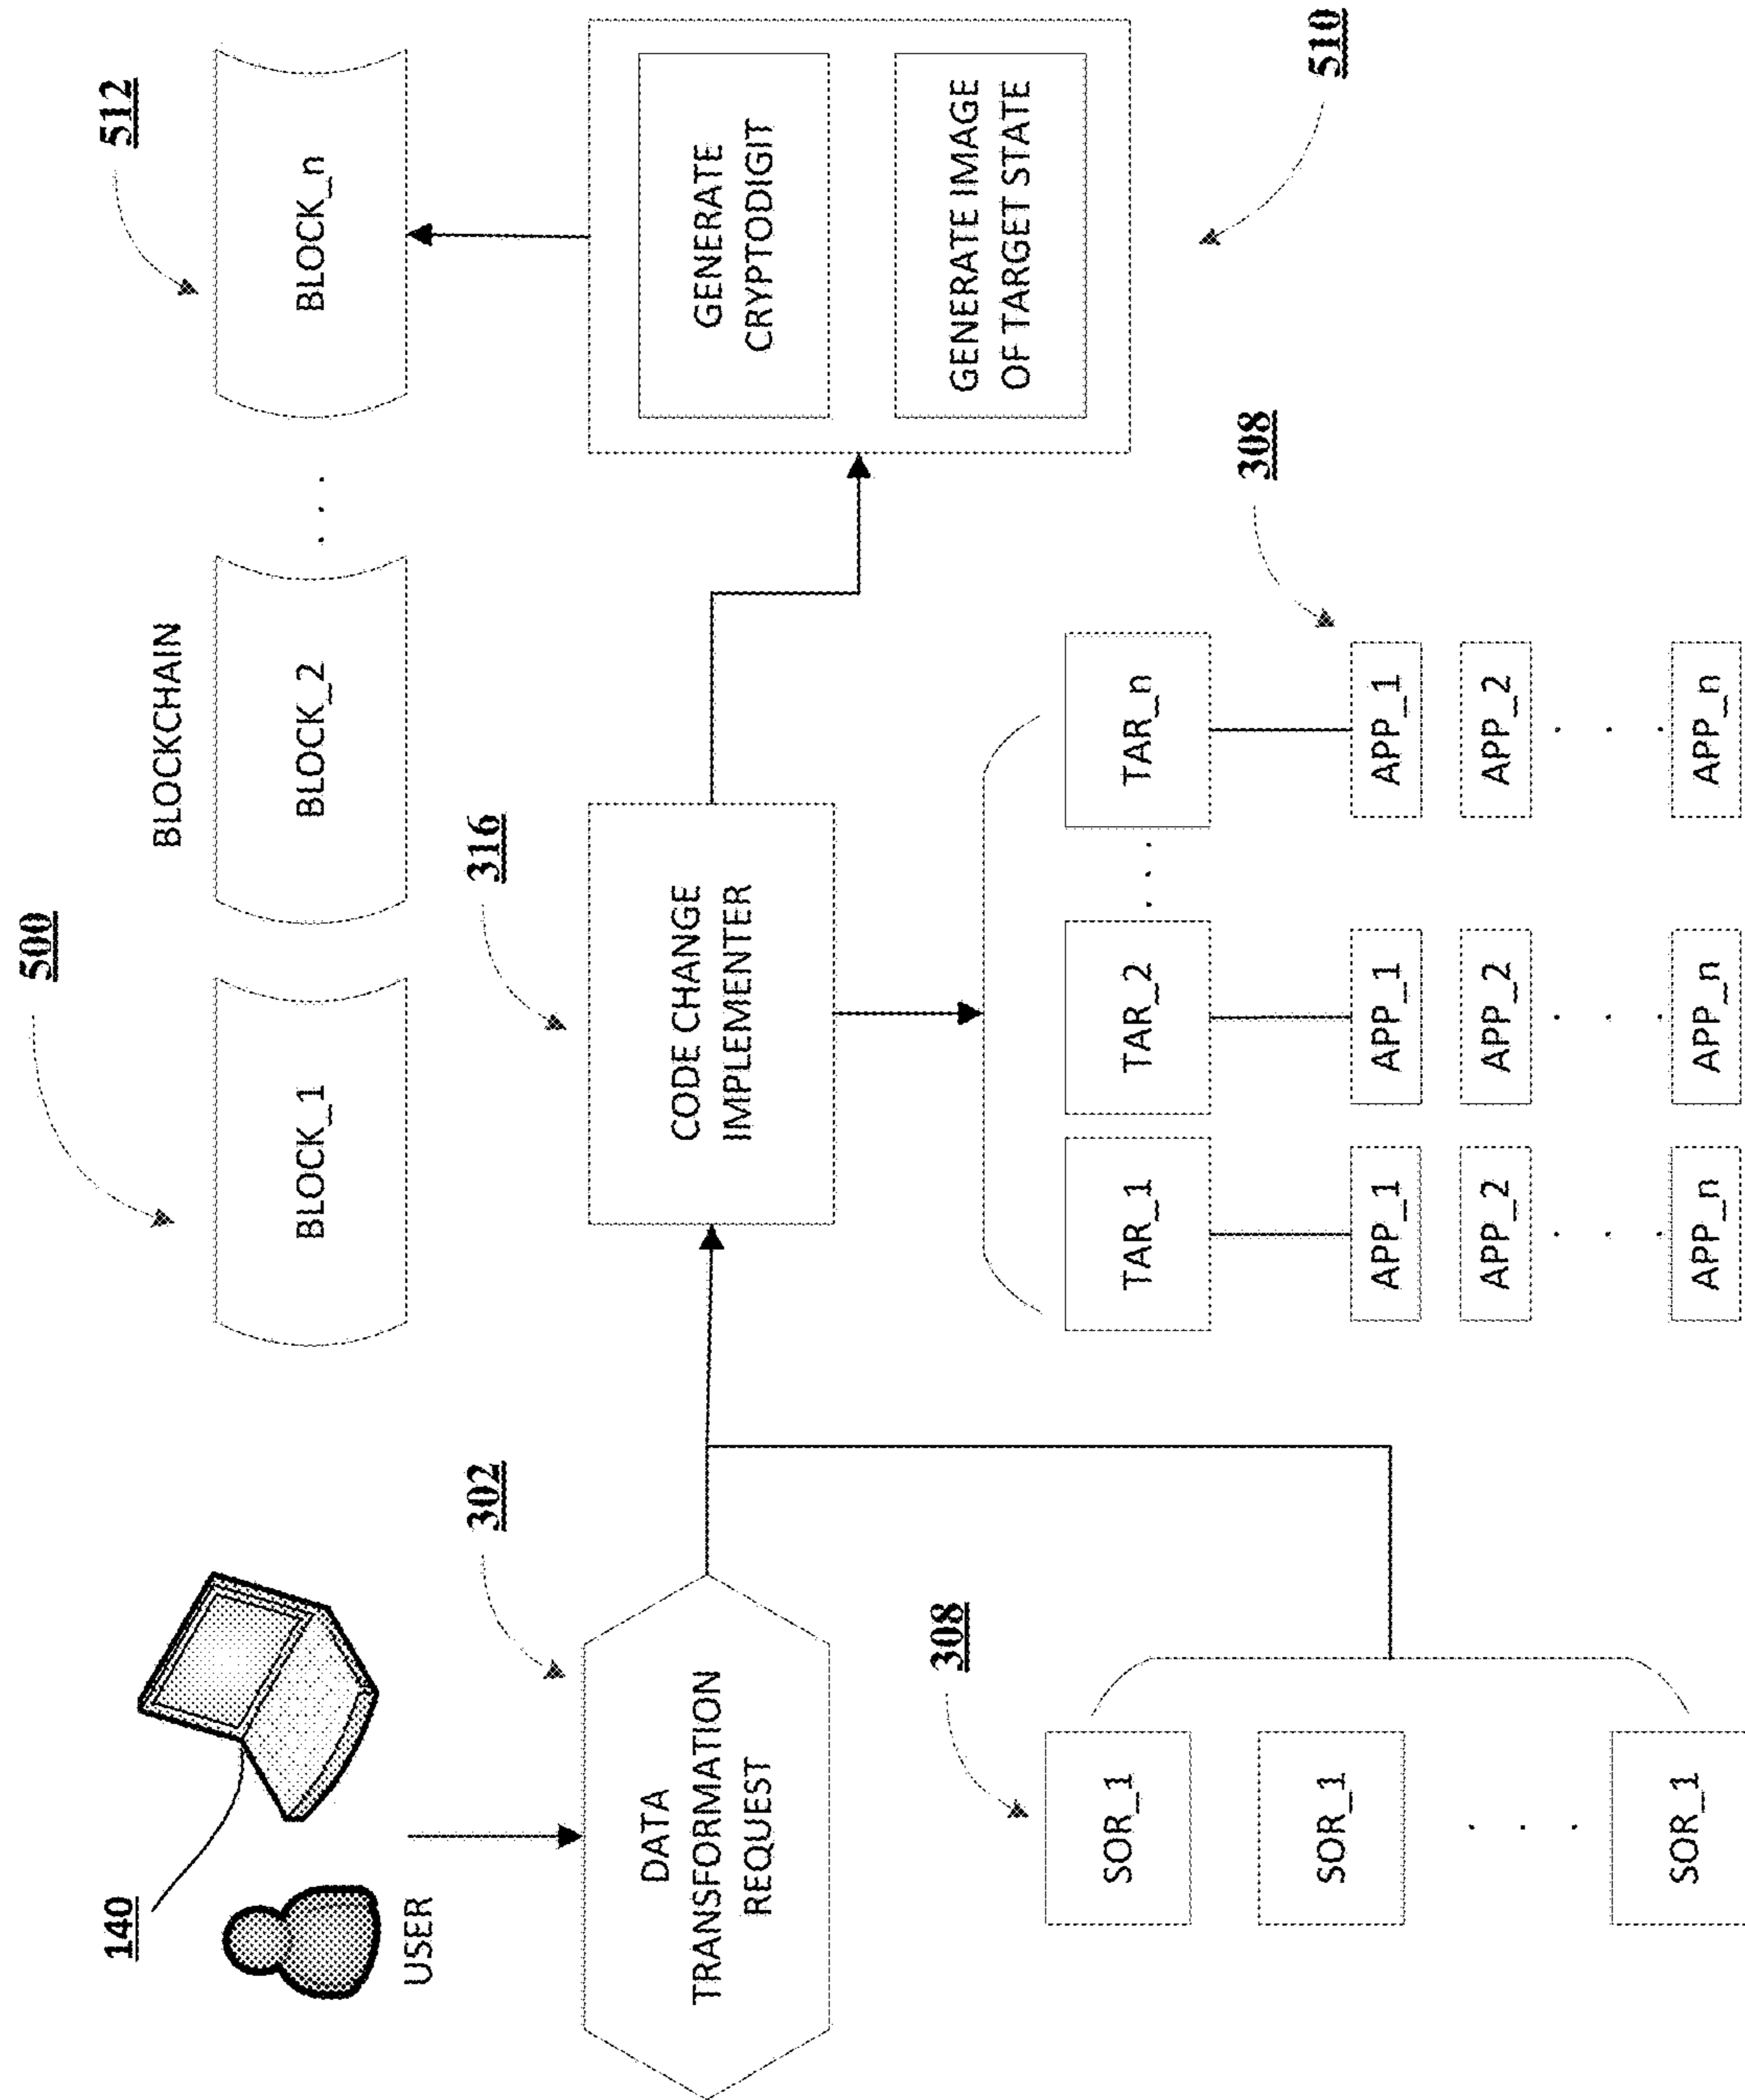 140
USER
500
BLOCKCHAIN
512
BLOCK_1
BLOCK_2
. . .
BLOCK_n
302
DATA
TRANSFORMATION
REQUEST
316
CODE CHANGE
IMPLEMENTER
GENERATE
CRYPTODIGIT
GENERATE IMAGE
OF TARGET STATE
510
308
SOR_1
SOR_1
. . .
SOR_1
TAR_1
TAR_2
. . .
TAR_n
308
APP_1
APP_1
APP_1
APP_2
APP_2
APP_2
. . .
. . .
. . .
APP_n
APP_n
APP_n